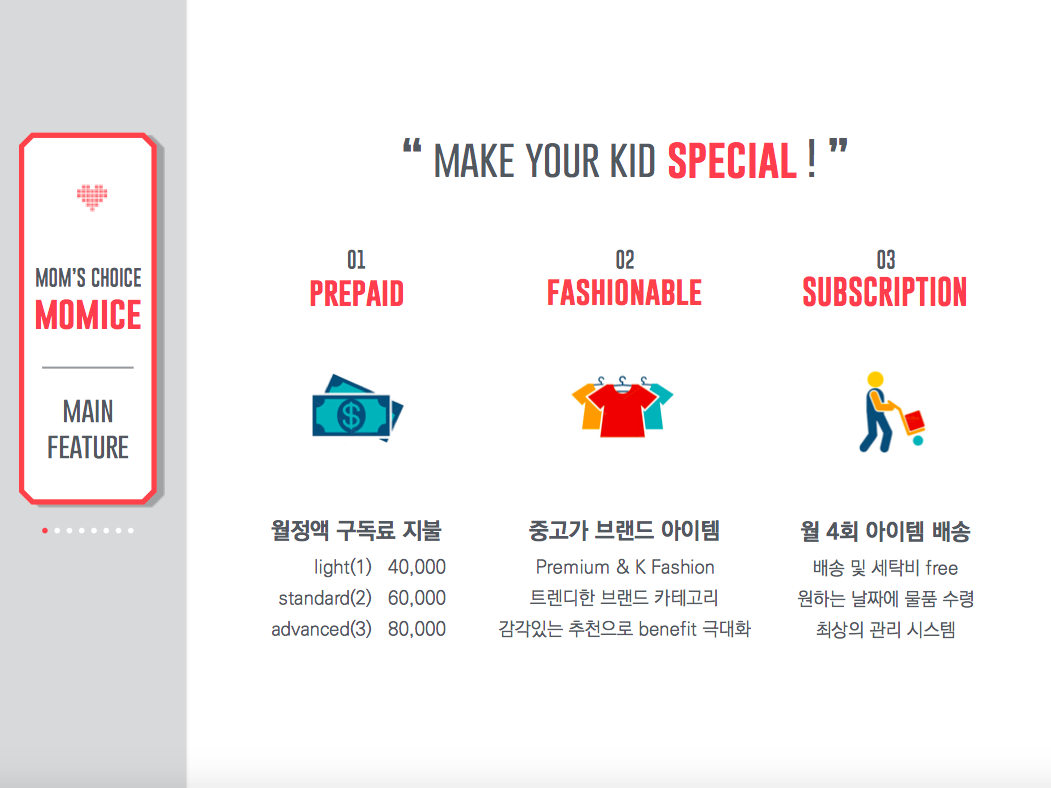 MOM'S CHOICE
MOMICE
MAIN
FEATURE
“ MAKE YOUR KID SPECIAL ! ”
01
PREPAID
월정액 구독료 지불
light(1) 40,000
standard(2) 60,000
advanced(3) 80,000
02
FASHIONABLE
중고가 브랜드 아이템
Premium & K Fashion
트렌디한 브랜드 카테고리
감각있는 추천으로 benefit 극대화
03
SUBSCRIPTION
월 4회 아이템 배송
배송 및 세탁비 free
원하는 날짜에 물품 수령
최상의 관리 시스템